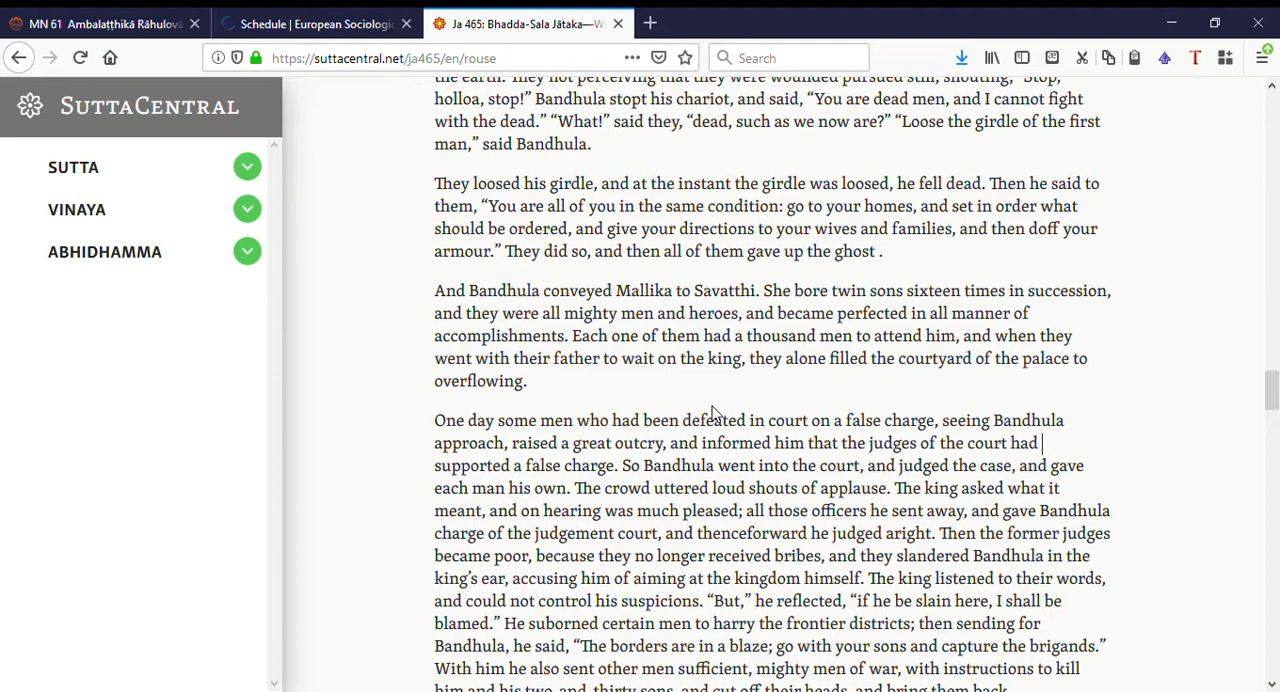 MN 61 Ambalaṭṭhikā Rāhulová
Schedule | European Sociologic
Ja 465: Bhadda-Sala Jātaka—W
https://suttacentral.net/ja465/en/rouse
Search
SUTTACENTRAL
SUTTA
VINAYA
ABHIDHAMMA
the earth. They not perceiving that they were wounded pursued still, shouting, “Stop,
holloa, stop!” Bandhula stopt his chariot, and said, “You are dead men, and I cannot fight
with the dead.” “What!” said they, “dead, such as we now are?” “Loose the girdle of the first
man,” said Bandhula.
They loosed his girdle, and at the instant the girdle was loosed, he fell dead. Then he said to
them, “You are all of you in the same condition: go to your homes, and set in order what
should be ordered, and give your directions to your wives and families, and then doff your
armour.” They did so, and then all of them gave up the ghost .
And Bandhula conveyed Mallika to Savatthi. She bore twin sons sixteen times in succession,
and they were all mighty men and heroes, and became perfected in all manner of
accomplishments. Each one of them had a thousand men to attend him, and when they
went with their father to wait on the king, they alone filled the courtyard of the palace to
overflowing.
One day some men who had been defeated in court on a false charge, seeing Bandhula
approach, raised a great outcry, and informed him that the judges of the court had
supported a false charge. So Bandhula went into the court, and judged the case, and gave
each man his own. The crowd uttered loud shouts of applause. The king asked what it
meant, and on hearing was much pleased; all those officers he sent away, and gave Bandhula
charge of the judgement court, and thenceforward he judged aright. Then the former judges
became poor, because they no longer received bribes, and they slandered Bandhula in the
king’s ear, accusing him of aiming at the kingdom himself. The king listened to their words,
and could not control his suspicions. “But,” he reflected, “if he be slain here, I shall be
blamed.” He suborned certain men to harry the frontier districts; then sending for
Bandhula, he said, “The borders are in a blaze; go with your sons and capture the brigands.”
With him he also sent other men sufficient, mighty men of war, with instructions to kill
him and his two-and-thirty sons, and cut off their heads, and bring them back.